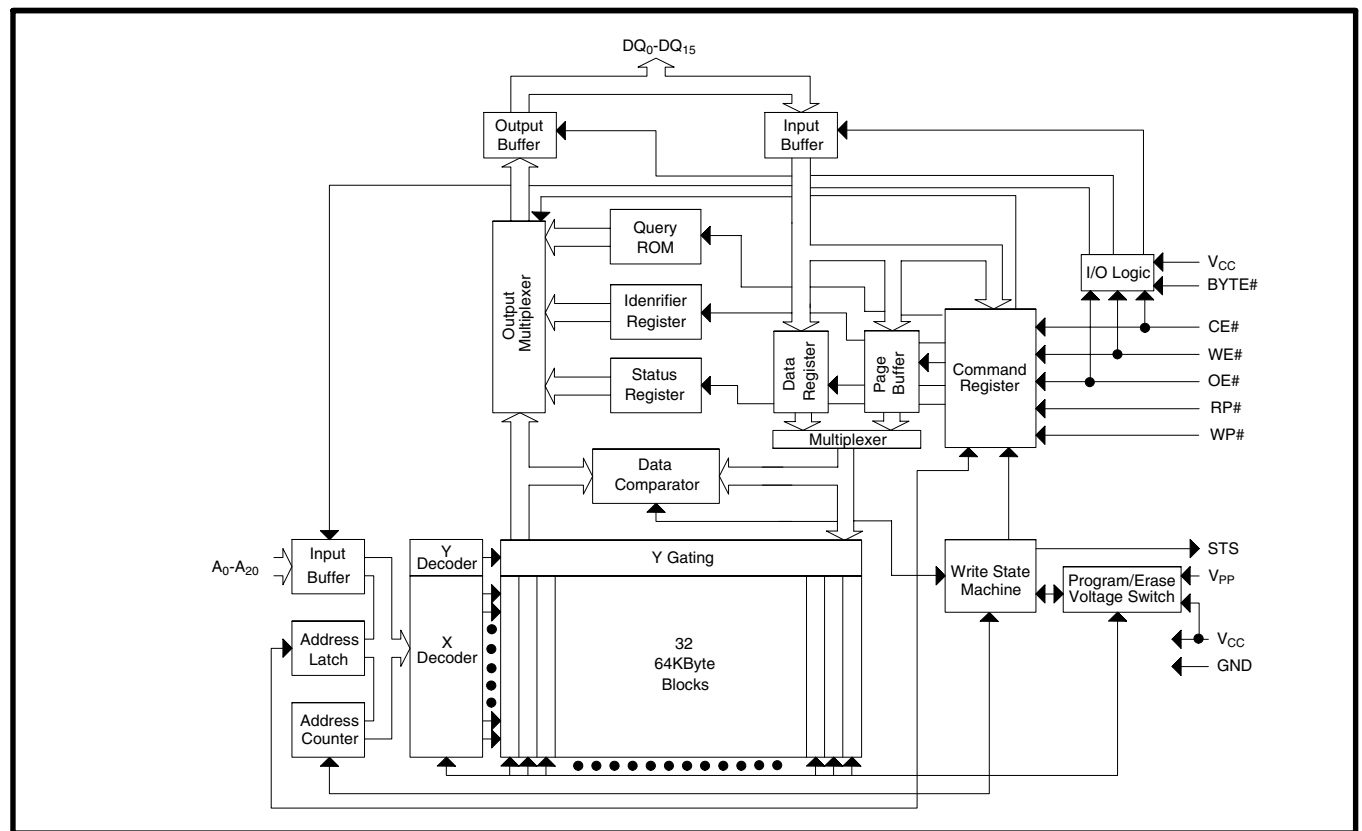 DQ0-DQ15
Output
Buffer
Input
Buffer
Query
ROM
I/O Logic
VCC
BYTE#
Output
Multiplexer
Idenrifier
Register
CE#
WE#
Data
Register
Page
Buffer
Command
Register
Status
Register
OE#
RP#
WP#
Multiplexer
Data
Comparator
A0-A20
Input
Buffer
Y
Decoder
Y Gating
Write State
Machine
STS
Program/Erase
Voltage Switch
VPP
VCC
GND
Address
Latch
X
Decoder
32
64KByte
Blocks
Address
Counter